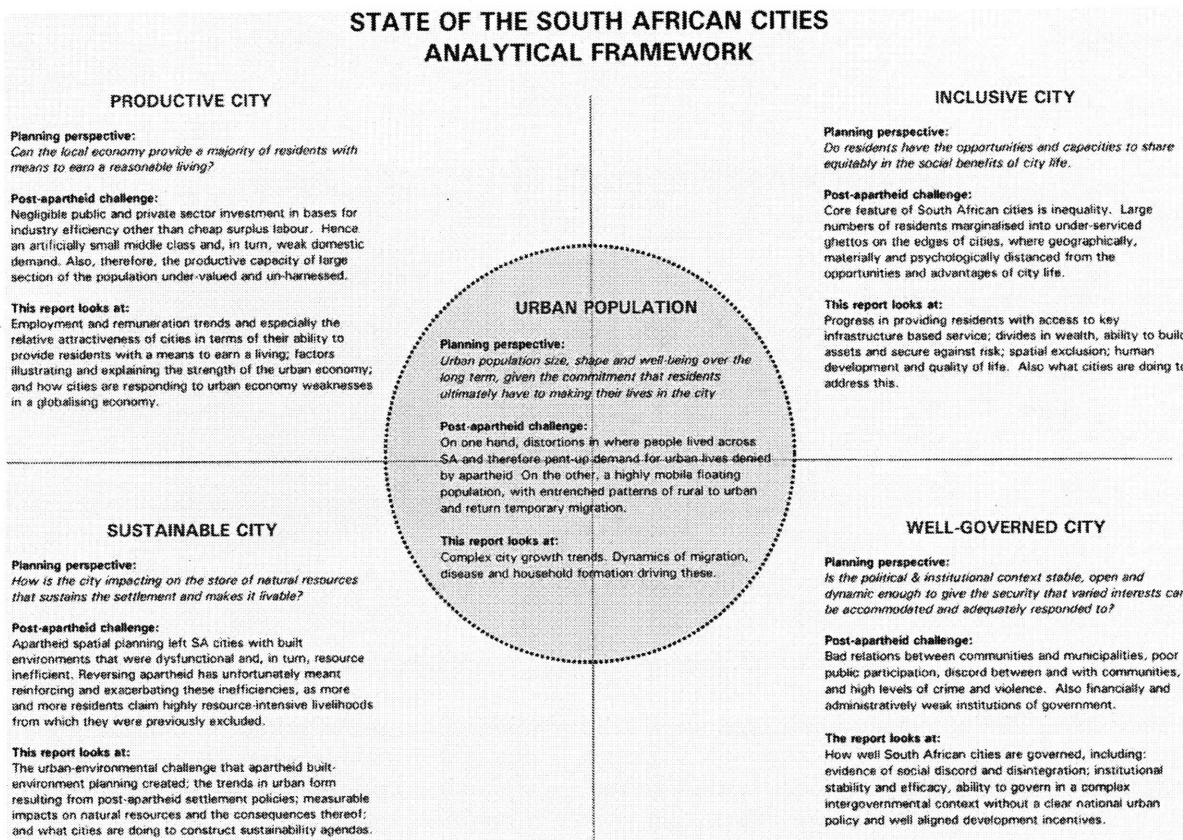 STATE OF THE SOUTH AFRICAN CITIES
ANALYTICAL FRAMEWORK
PRODUCTIVE CITY
Planning perspective:
Can the local economy provide a majority of residents with
means to earn a reasonable living?
Post-apartheid challenge:
Negligible public and private sector investment in bases for
industry efficiency other than cheap surplus labour. Hence
an artificially small middle class and, in turn, weak domestic
demand. Also, therefore, the productive capacity of large
section of the population under-valued and un-harnessed.
This report looks at:
Employment and remuneration trends and especially the
relative attractiveness of cities in terms of their ability to
provide residents with a means to earn a living; factors
illustrating and explaining the strength of the urban economy;
and how cities are responding to urban economy weaknesses
in a globalising economy.
INCLUSIVE CITY
Planning perspective:
Do residents have the opportunities and capacities to share
equitably in the social benefits of city life.
Post-apartheid challenge:
Core feature of South African cities is inequality. Large
numbers of residents marginalised into under-serviced
ghettos on the edges of cities, where geographically,
materially and psychologically distanced from the
opportunities and advantages of city life.
This report looks at:
Progress in providing residents with access to key
infrastructure based service; divides in wealth, ability to build
assets and secure against risk; spatial exclusion; human
development and quality of life. Also what cities are doing to
address this.
URBAN POPULATION
Planning perspective:
Urban population size, shape and well-being over the
long term, given the commitment that residents
ultimately have to making their lives in the city
Post-apartheid challenge:
On one hand, distortions in where people lived across
SA and therefore pent-up demand for urban lives denied
by apartheid. On the other, a highly mobile floating
population, with entrenched patterns of rural to urban
and return temporary migration.
This report looks at:
Complex city growth trends. Dynamics of migration,
disease and household formation driving these.
SUSTAINABLE CITY
Planning perspective:
How is the city impacting on the store of natural resources
that sustains the settlement and makes it livable?
Post-apartheid challenge:
Apartheid spatial planning left SA cities with built
environments that were dysfunctional and, in turn, resource
inefficient. Reversing apartheid has unfortunately meant
reinforcing and exacerbating these inefficiencies, as more
and more residents claim highly resource-intensive livelihoods
from which they were previously excluded.
This report looks at:
The urban-environmental challenge that apartheid built-
environment planning created; the trends in urban form
resulting from post-apartheid settlement policies; measurable
impacts on natural resources and the consequences thereof;
and what cities are doing to construct sustainability agendas.
WELL-GOVERNED CITY
Planning perspective:
Is the political & institutional context stable, open and
dynamic enough to give the security that varied interests can
be accommodated and adequately responded to?
Post-apartheid challenge:
Bad relations between communities and municipalities, poor
public participation, discord between and with communities,
and high levels of crime and violence. Also financially and
administratively weak institutions of government.
The report looks at:
How well South African cities are governed, including:
evidence of social discord and disintegration; institutional
stability and efficacy, ability to govern in a complex
intergovernmental context without a clear national urban
policy and well aligned development incentives.